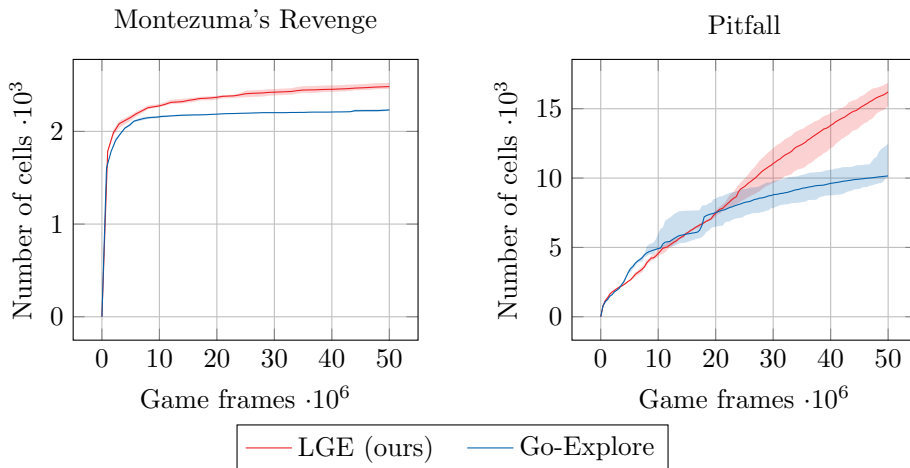 Montezuma's Revenge
Number of cells ·10³
2
1
0
0 10 20 30 40 50
Game frames ·10⁶
Pitfall
Number of cells ·10³
15
10
5
0
0 10 20 30 40 50
Game frames ·10⁶
LGE (ours) Go-Explore